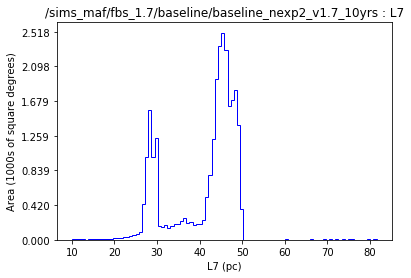 /sims_maf/fbs_1.7/baseline/baseline_nexp2_v1.7_10yrs : L7
2.518
2.098
1.679
1.259
0.839
0.420
0.000
Area (1000s of square degrees)
10 20 30 40 50 60 70 80
L7 (pc)